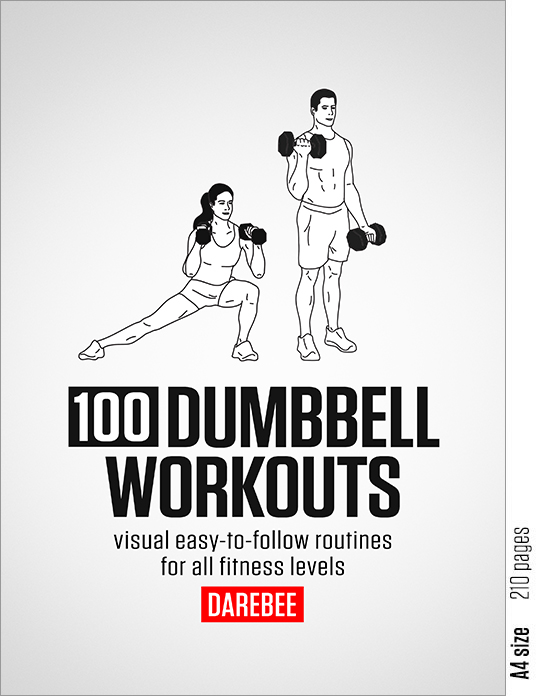 100 DUMBBELL
WORKOUTS
visual easy-to-follow routines
for all fitness levels
DAREBEE
A4 size 210 pages